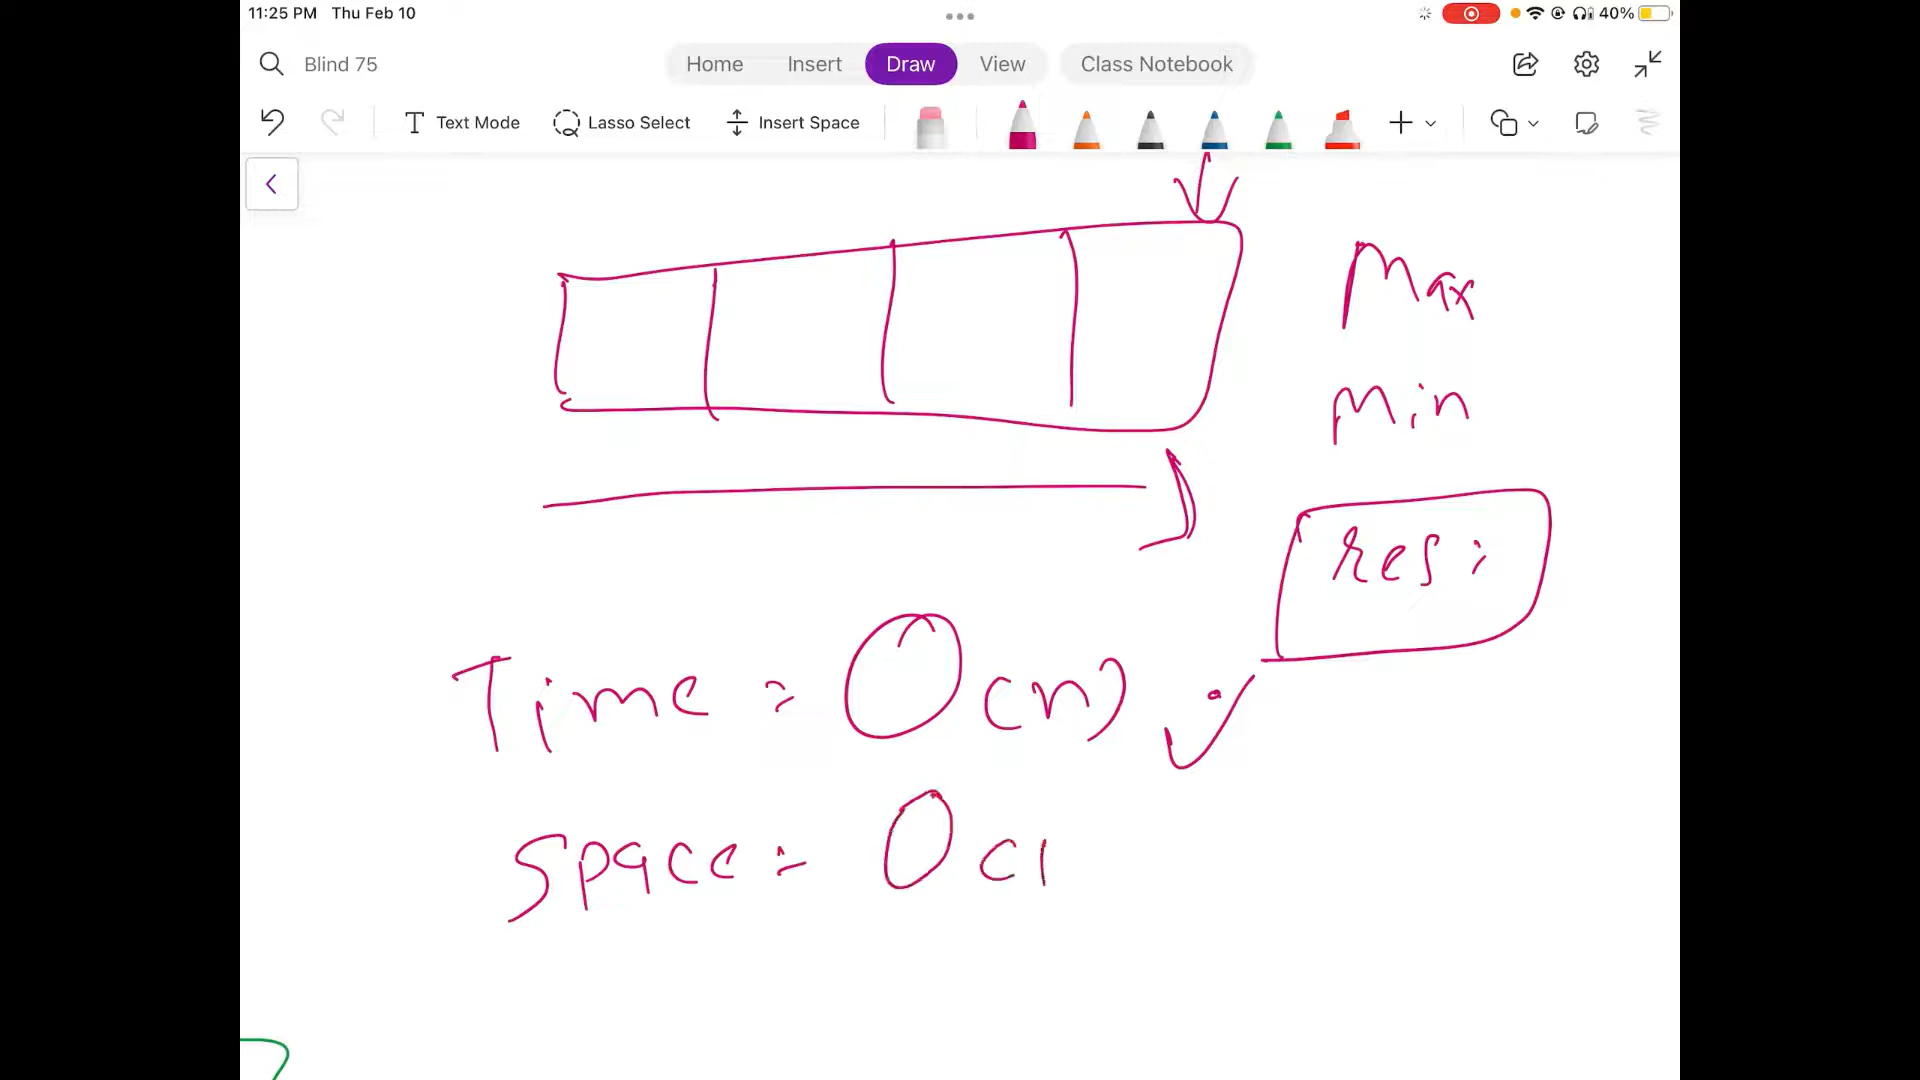 11:25 PM Thu Feb 10
40%
Blind 75
Home Insert Draw View Class Notebook
Text Mode Lasso Select Insert Space
Max
Min
res:
Time = O(n)
Space = O(1